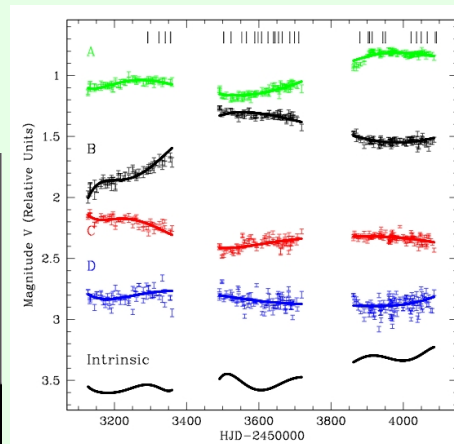 A
B
C
D
Intrinsic
1
1.5
2
2.5
3
3.5
Magnitude V (Relative Units)
3200 3400 3600 3800 4000
HJD-2450000